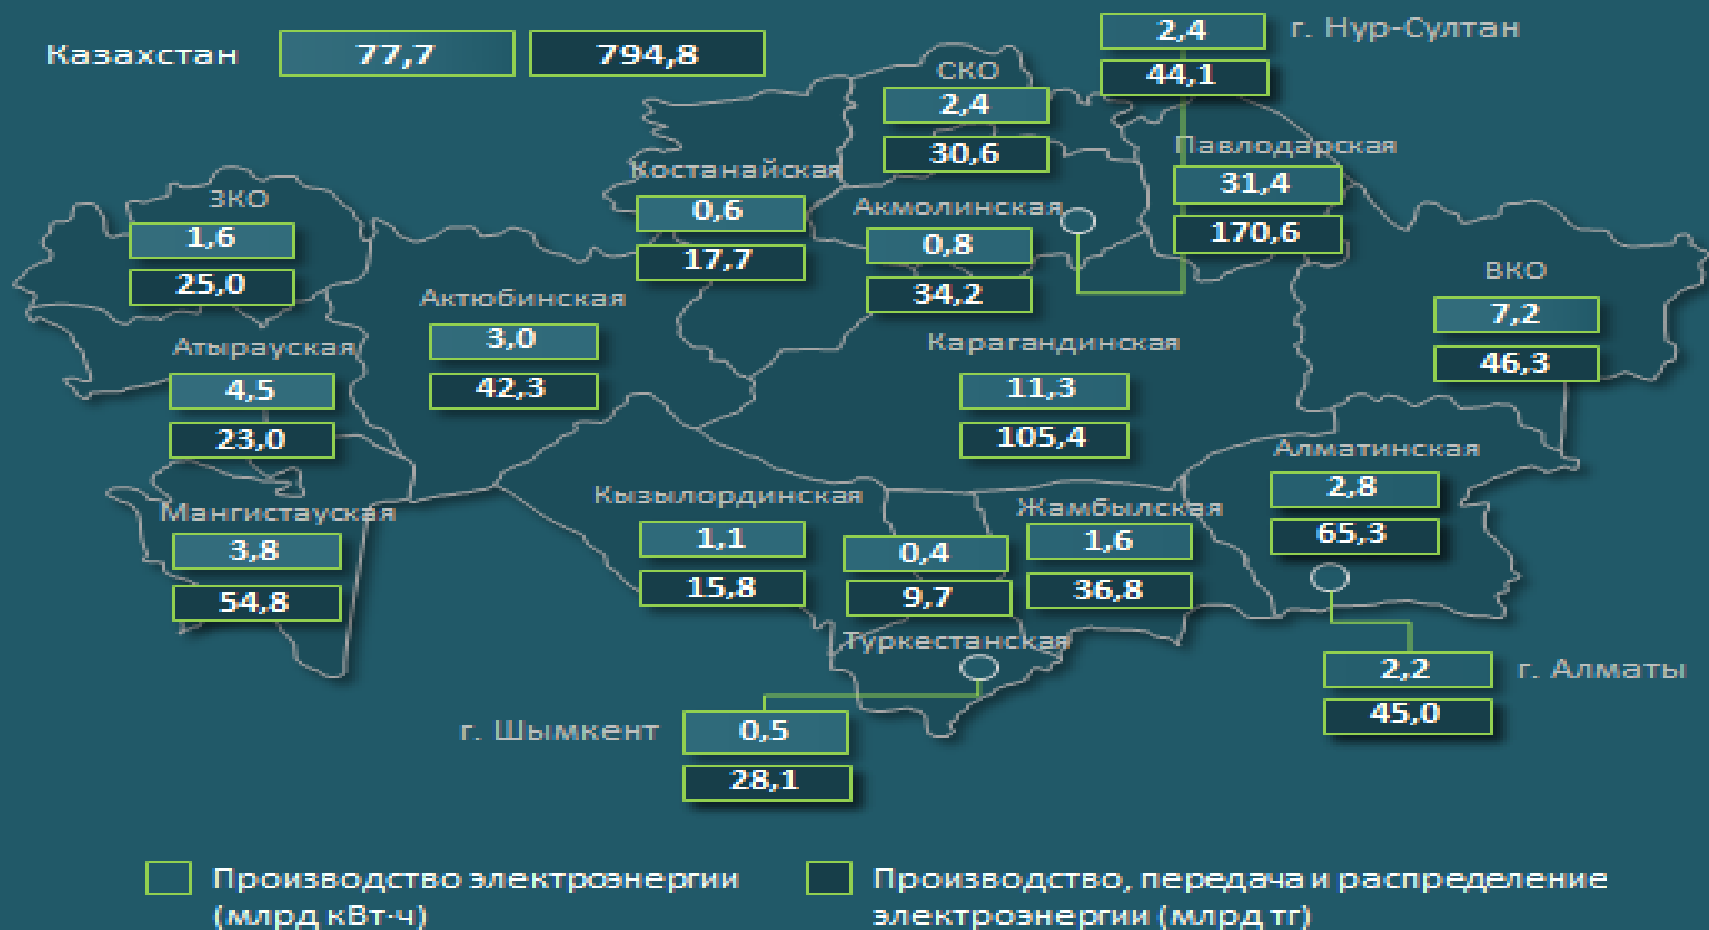 Казахстан 77,7 794,8
2,4 г. Нур-Султан
44,1
СКО
2,4
30,6
Павлодарская
31,4
170,6
Костанайская
0,6
17,7
Акмолинская
0,8
34,2
ЗКО
1,6
25,0
ВКО
7,2
46,3
Актюбинская
3,0
42,3
Атырауская
4,5
23,0
Карагандинская
11,3
105,4
Алматинская
2,8
65,3
Мангистауская
3,8
54,8
Кызылординская
1,1
15,8
0,4
9,7
Туркестанская
Жамбылская
1,6
36,8
2,2 г. Алматы
45,0
г. Шымкент 0,5
28,1
Производство электроэнергии
(млрд кВт·ч)
Производство, передача и распределение
электроэнергии (млрд тг)